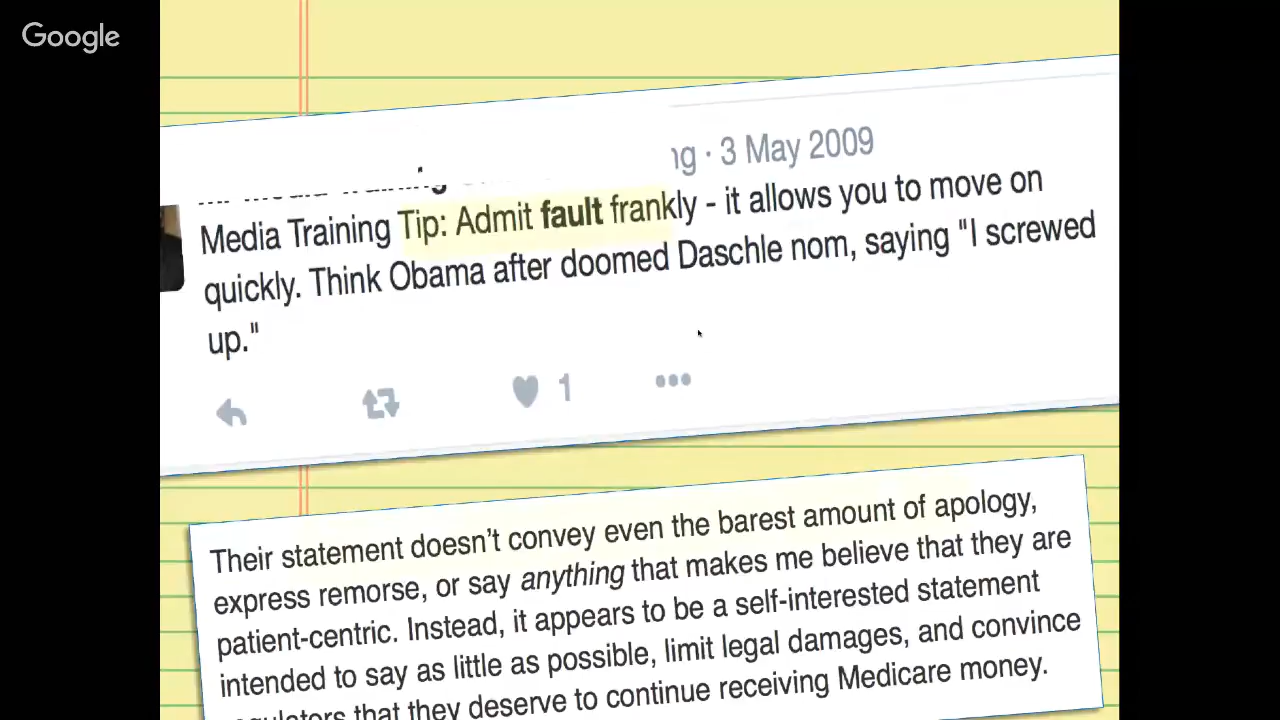 Google
· 3 May 2009
Media Training Tip: Admit fault frankly - it allows you to move on
quickly. Think Obama after doomed Daschle nom, saying "I screwed
up."
1
Their statement doesn't convey even the barest amount of apology,
express remorse, or say anything that makes me believe that they are
patient-centric. Instead, it appears to be a self-interested statement
intended to say as little as possible, limit legal damages, and convince
that they deserve to continue receiving Medicare money.